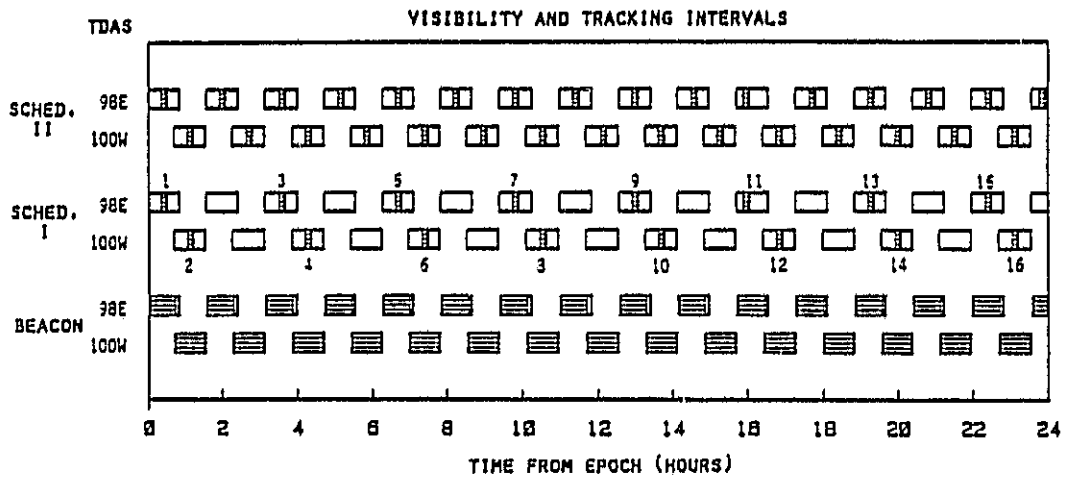 VISIBILITY AND TRACKING INTERVALS
TDAS
SCHED. II
98E
100W
1 3 5 7 9 11 13 15
SCHED. I
98E
100W
2 4 6 3 10 12 14 16
BEACON
98E
100W
0 2 4 6 8 10 12 14 16 18 20 22 24
TIME FROM EPOCH (HOURS)